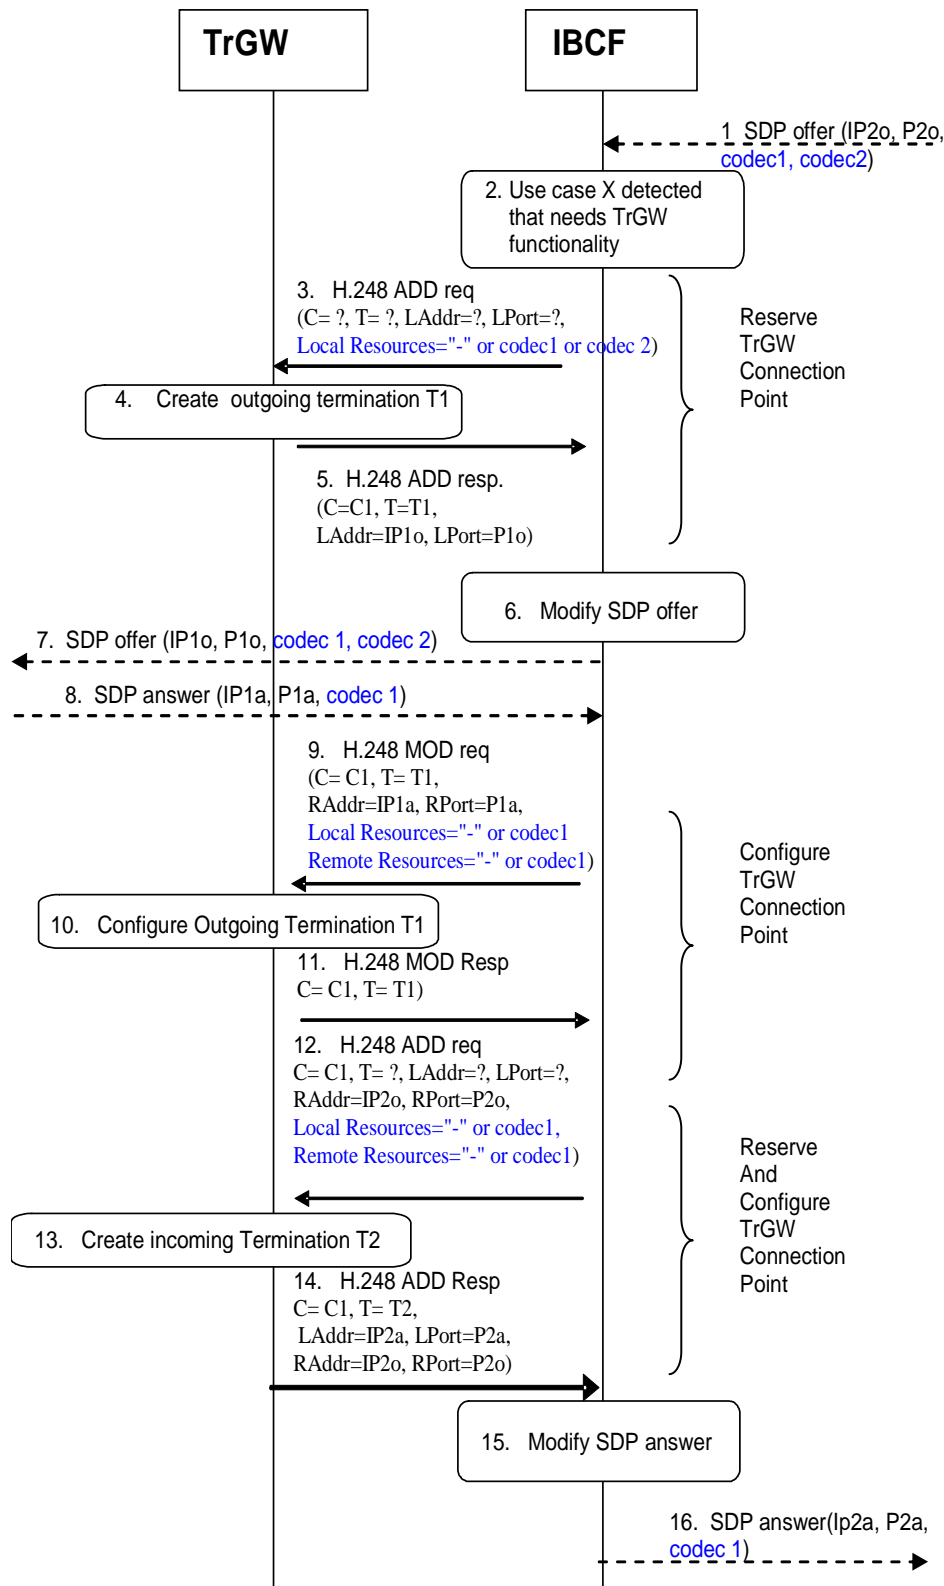 TrGW
IBCF
1 SDP offer (IP2o, P2o,
codec1, codec2)
2. Use case X detected
that needs TrGW
functionality
3. H.248 ADD req
(C= ?, T= ?, LAddr=?, LPort=?,
Local Resources="-" or codec1 or codec 2)
Reserve
TrGW
Connection
Point
4. Create outgoing termination T1
5. H.248 ADD resp.
(C=C1, T=T1,
LAddr=IP1o, LPort=P1o)
6. Modify SDP offer
7. SDP offer (IP1o, P1o, codec 1, codec 2)
8. SDP answer (IP1a, P1a, codec 1)
9. H.248 MOD req
(C= C1, T= T1,
RAddr=IP1a, RPort=P1a,
Local Resources="-" or codec1
Remote Resources="-" or codec1)
Configure
TrGW
Connection
Point
10. Configure Outgoing Termination T1
11. H.248 MOD Resp
C= C1, T= T1)
12. H.248 ADD req
C= C1, T= ?, LAddr=?, LPort=?,
RAddr=IP2o, RPort=P2o,
Local Resources="-" or codec1,
Remote Resources="-" or codec1)
Reserve
And
Configure
TrGW
Connection
Point
13. Create incoming Termination T2
14. H.248 ADD Resp
C= C1, T= T2,
LAddr=IP2a, LPort=P2a,
RAddr=IP2o, RPort=P2o)
15. Modify SDP answer
16. SDP answer(Ip2a, P2a,
codec 1)